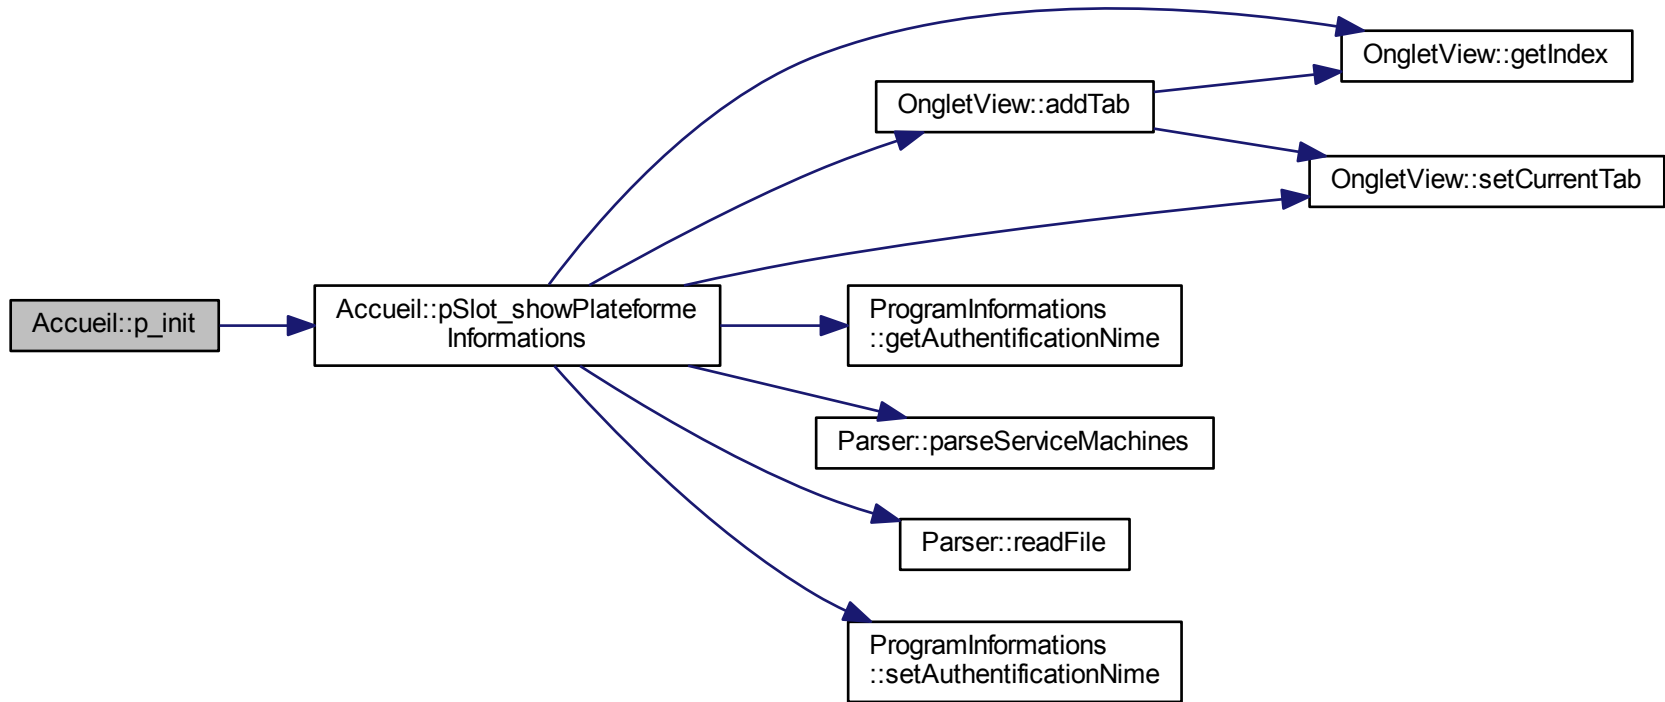 Accueil::p_init
Accueil::pSlot_showPlateforme
Informations
OngletView::getIndex
OngletView::addTab
OngletView::setCurrentTab
ProgramInformations
::getAuthentificationNime
Parser::parseServiceMachines
Parser::readFile
ProgramInformations
::setAuthentificationNime